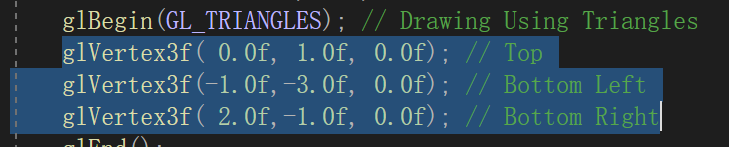 glBegin(GL_TRIANGLES); // Drawing Using Triangles
glVertex3f( 0.0f, 1.0f, 0.0f); // Top
glVertex3f(-1.0f,-3.0f, 0.0f); // Bottom Left
glVertex3f( 2.0f,-1.0f, 0.0f); // Bottom Right
glEnd();